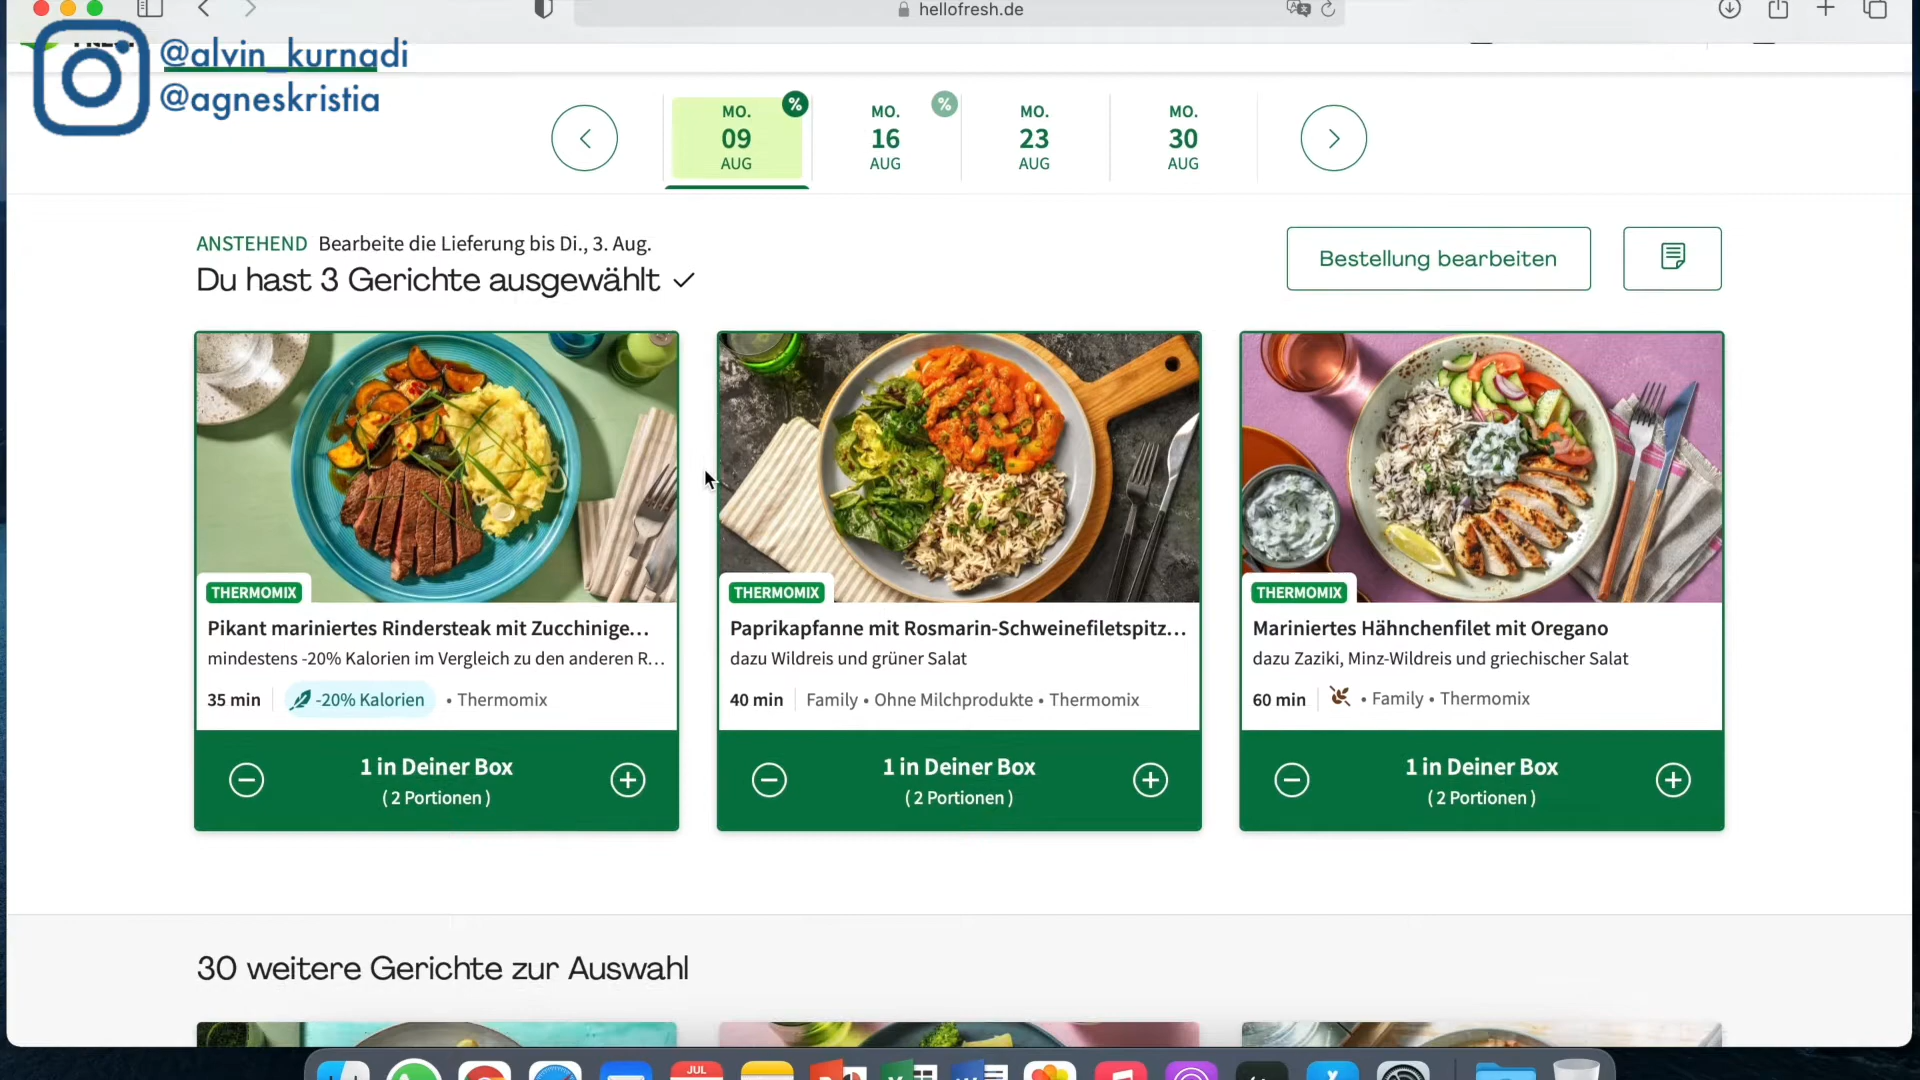 hellofresh.de
@alvin_kurnadi
@agneskristia
MO.
09
AUG
%
MO.
16
AUG
%
MO.
23
AUG
MO.
30
AUG
ANSTEHEND Bearbeite die Lieferung bis Di., 3. Aug.
Du hast 3 Gerichte ausgewählt
Bestellung bearbeiten
THERMOMIX
Pikant mariniertes Rindersteak mit Zucchinige...
mindestens -20% Kalorien im Vergleich zu den anderen R...
35 min -20% Kalorien • Thermomix
1 in Deiner Box
( 2 Portionen )
THERMOMIX
Paprikapfanne mit Rosmarin-Schweinefiletspitz...
dazu Wildreis und grüner Salat
40 min Family • Ohne Milchprodukte • Thermomix
1 in Deiner Box
( 2 Portionen )
THERMOMIX
Mariniertes Hähnchenfilet mit Oregano
dazu Zaziki, Minz-Wildreis und griechischer Salat
60 min • Family • Thermomix
1 in Deiner Box
( 2 Portionen )
30 weitere Gerichte zur Auswahl
JUL